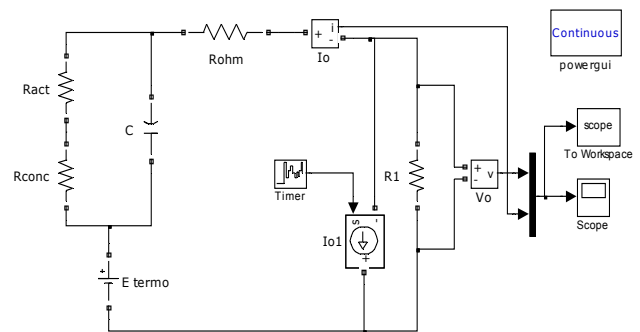 Continuous
powergui
Rohm
+
-
i
Io
Ract
C
Rconc
scope
To Workspace
R1
+
-
v
Vo
Timer
Scope
s
-
+
Io1
+
E termo